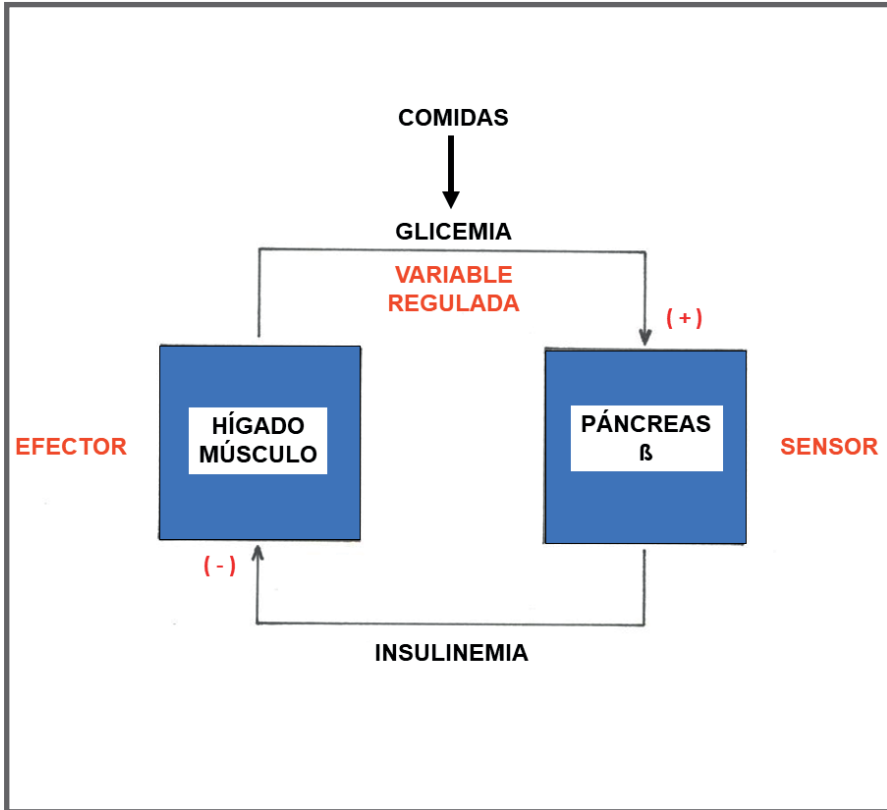 COMIDAS
GLICEMIA
VARIABLE
REGULADA
( + )
HÍGADO
MÚSCULO
PÁNCREAS
ß
EFECTOR
SENSOR
( - )
INSULINEMIA